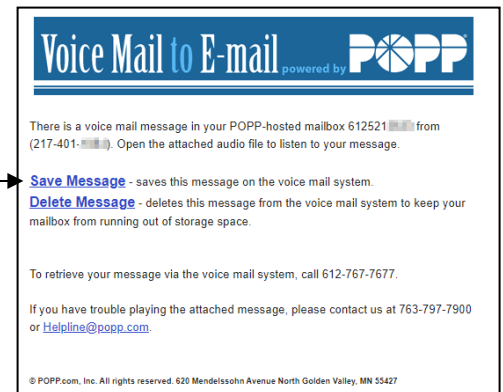 Voice Mail to E-mail powered by POPP
There is a voice mail message in your POPP-hosted mailbox 612521 from
(217-401- ). Open the attached audio file to listen to your message.
Save Message - saves this message on the voice mail system.
Delete Message - deletes this message from the voice mail system to keep your
mailbox from running out of storage space.
To retrieve your message via the voice mail system, call 612-767-7677.
If you have trouble playing the attached message, please contact us at 763-797-7900
or Helpline@popp.com.
© POPP.com, Inc. All rights reserved. 620 Mendelssohn Avenue North Golden Valley, MN 55427